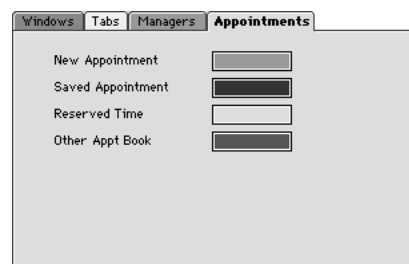 Windows Tabs Managers Appointments
New Appointment
Saved Appointment
Reserved Time
Other Appt Book